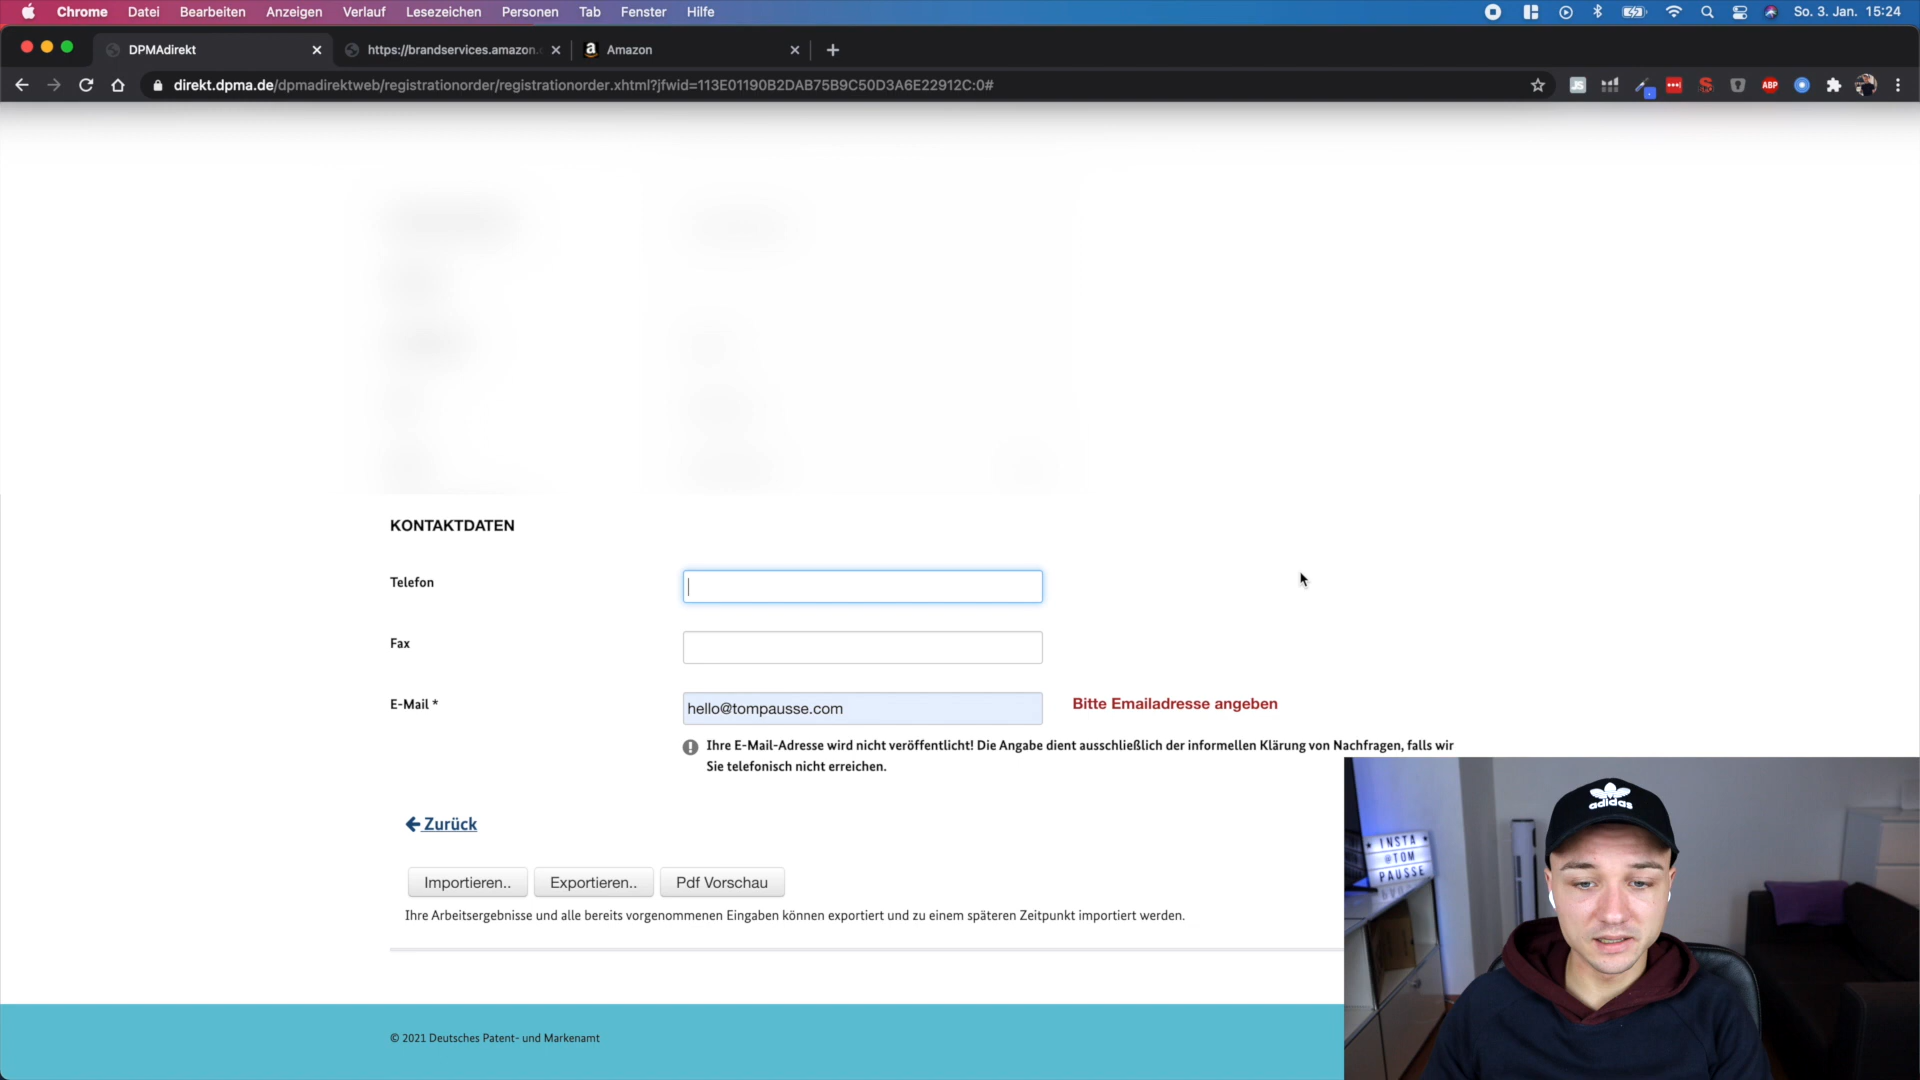 Chrome Datei Bearbeiten Anzeigen Verlauf Lesezeichen Personen Tab Fenster Hilfe So. 3. Jan. 15:24
DPMAdirekt https://brandservices.amazon. Amazon
direkt.dpma.de/dpmadirektweb/registrationorder/registrationorder.xhtml?jfwid=113E01190B2DAB75B9C50D3A6E22912C:0# ABP
KONTAKTDATEN
Telefon
Fax
E-Mail * hello@tompausse.com Bitte Emailadresse angeben
Ihre E-Mail-Adresse wird nicht veröffentlicht! Die Angabe dient ausschließlich der informellen Klärung von Nachfragen, falls wir
Sie telefonisch nicht erreichen.
Zurück
Importieren.. Exportieren.. Pdf Vorschau
Ihre Arbeitsergebnisse und alle bereits vorgenommenen Eingaben können exportiert und zu einem späteren Zeitpunkt importiert werden.
© 2021 Deutsches Patent- und Markenamt
adidas
INSTA
@TOM
PAUSSE